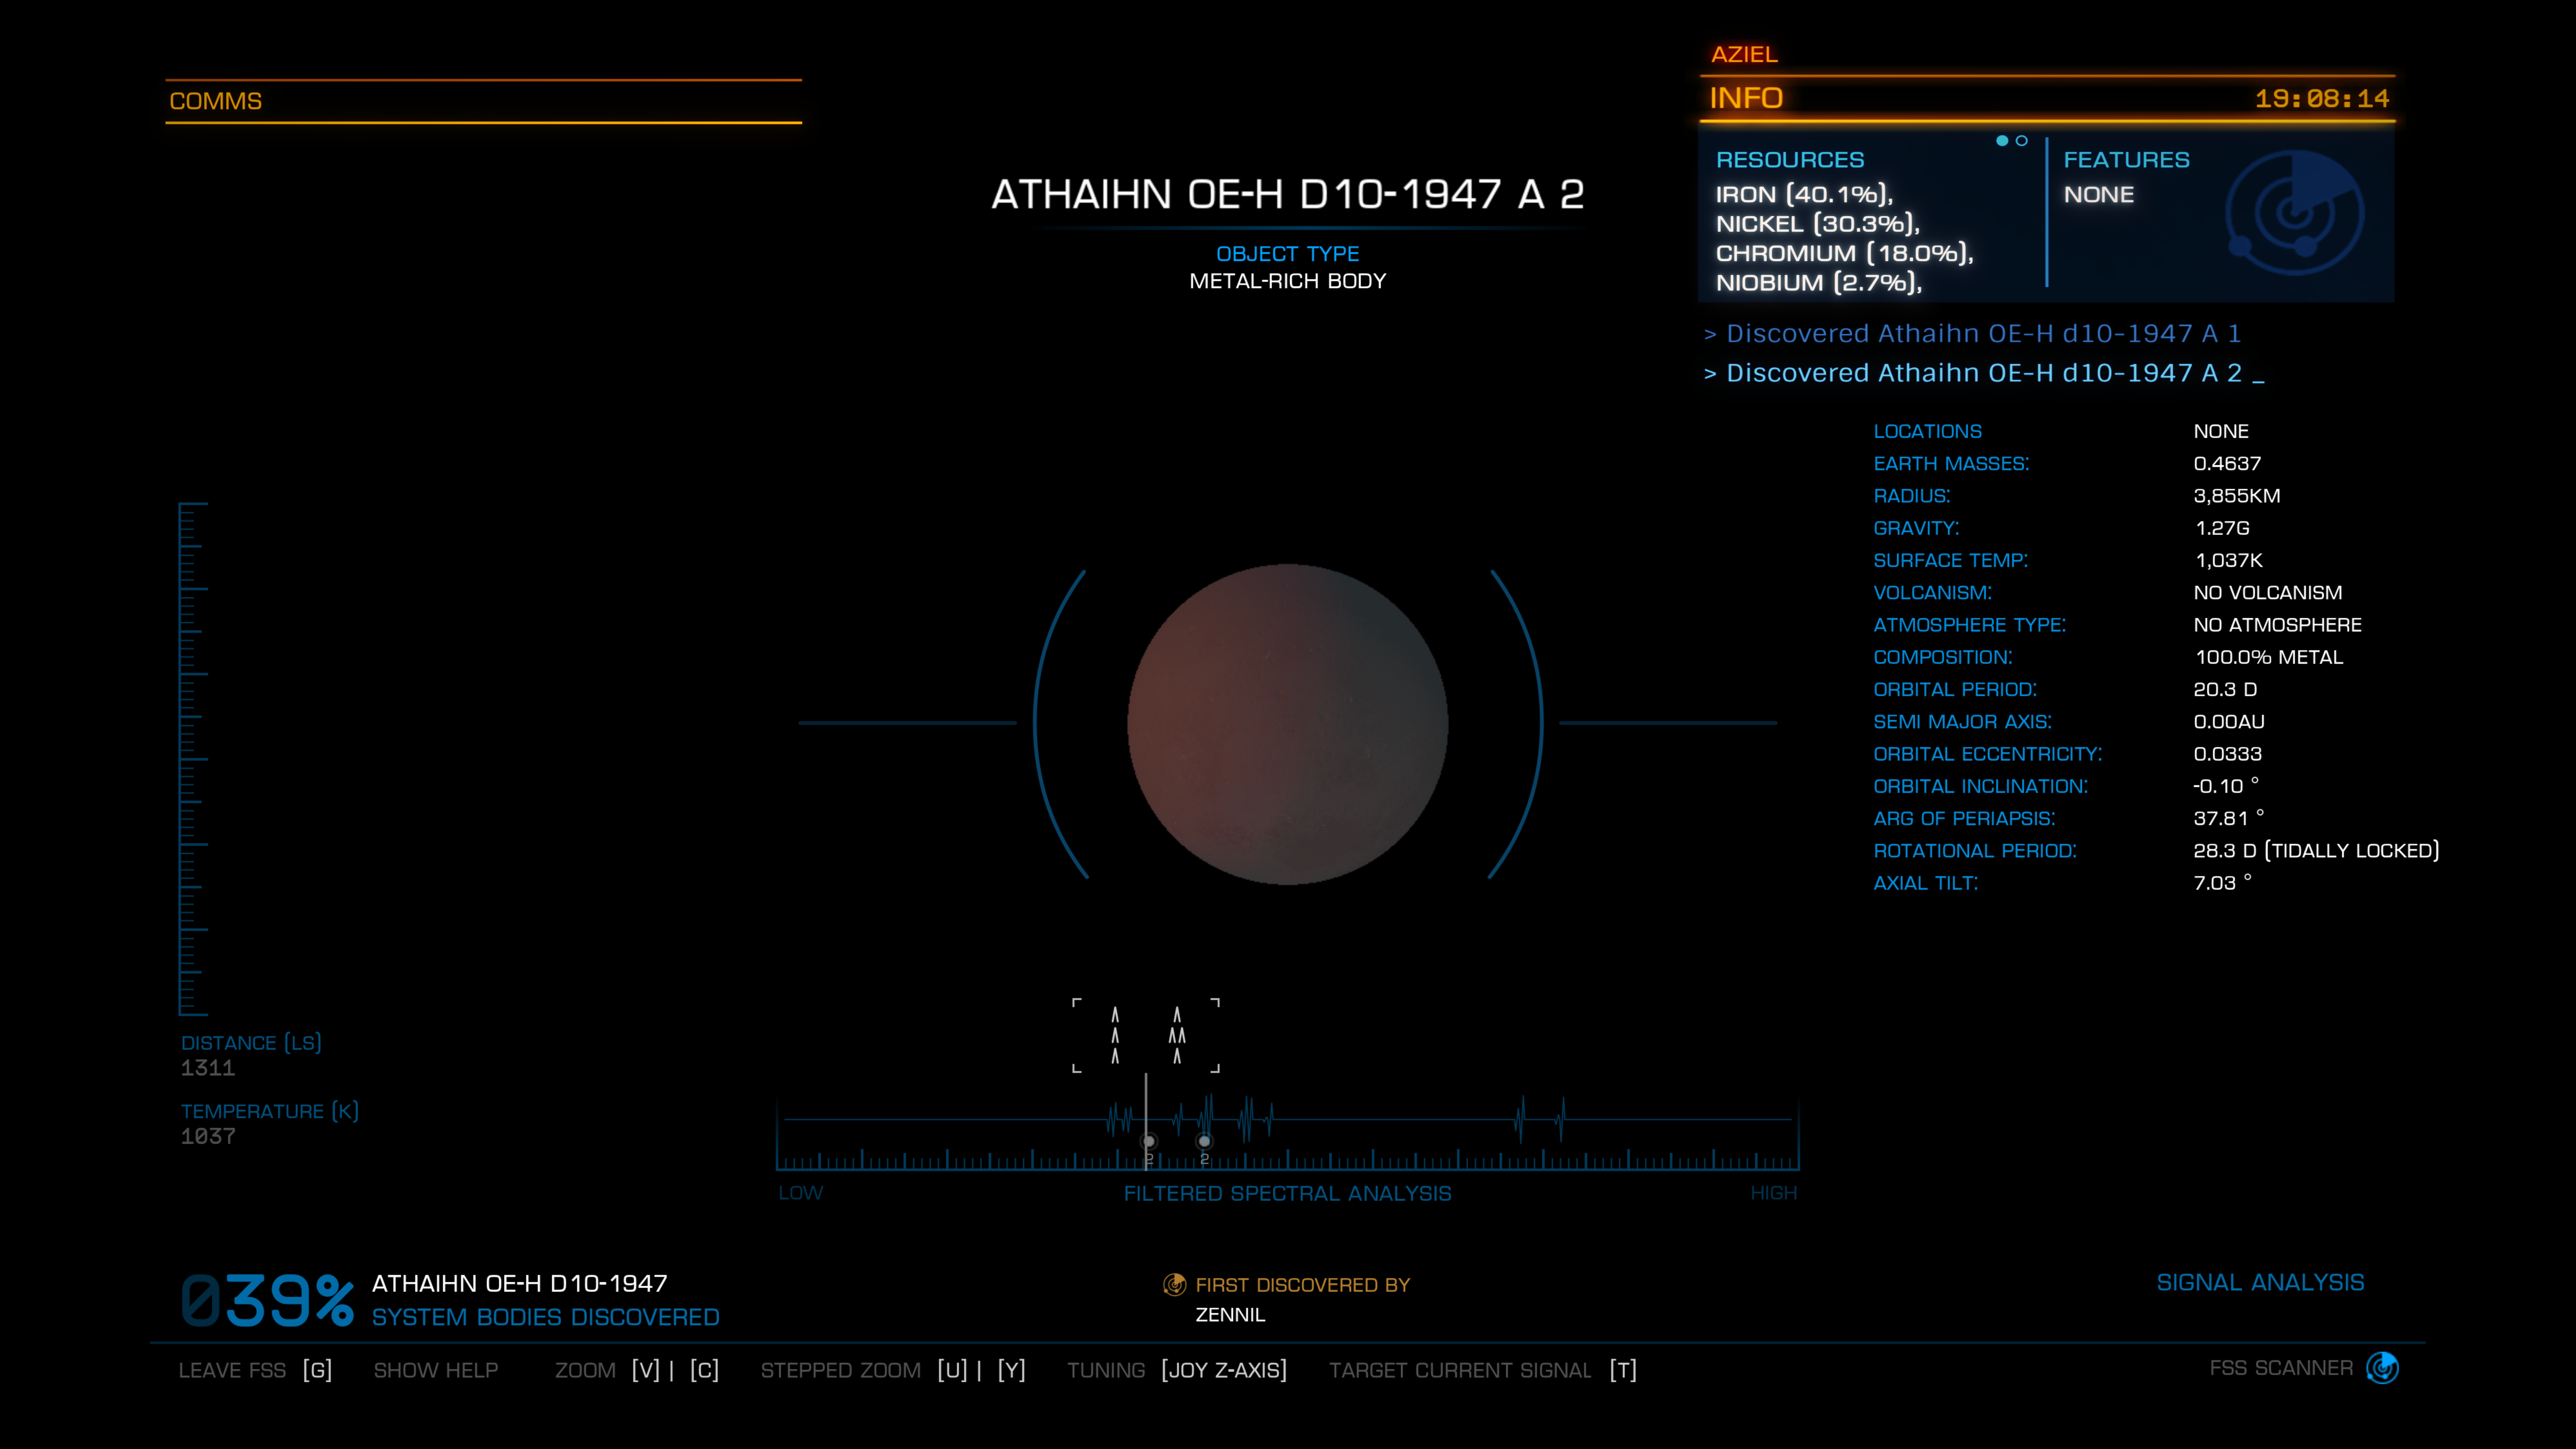 AZIEL
COMMS
INFO 19:08:14
RESOURCES
IRON (40.1%),
NICKEL (30.3%),
CHROMIUM (18.0%),
NIOBIUM (2.7%),
FEATURES
NONE
ATHAIHN OE-H D10-1947 A 2
OBJECT TYPE
METAL-RICH BODY
> Discovered Athaihn OE-H d10-1947 A 1
> Discovered Athaihn OE-H d10-1947 A 2 _
LOCATIONS NONE
EARTH MASSES: 0.4637
RADIUS: 3,855KM
GRAVITY: 1.27G
SURFACE TEMP: 1,037K
VOLCANISM: NO VOLCANISM
ATMOSPHERE TYPE: NO ATMOSPHERE
COMPOSITION: 100.0% METAL
ORBITAL PERIOD: 20.3 D
SEMI MAJOR AXIS: 0.00AU
ORBITAL ECCENTRICITY: 0.0333
ORBITAL INCLINATION: -0.10 °
ARG OF PERIAPSIS: 37.81 °
ROTATIONAL PERIOD: 28.3 D (TIDALLY LOCKED)
AXIAL TILT: 7.03 °
DISTANCE (LS)
1311
TEMPERATURE (K)
1037
2 2
LOW FILTERED SPECTRAL ANALYSIS HIGH
039% ATHAIHN OE-H D10-1947
SYSTEM BODIES DISCOVERED
FIRST DISCOVERED BY
ZENNIL
SIGNAL ANALYSIS
LEAVE FSS [G] SHOW HELP ZOOM [V] | [C] STEPPED ZOOM [U] | [Y] TUNING [JOY Z-AXIS] TARGET CURRENT SIGNAL [T] FSS SCANNER